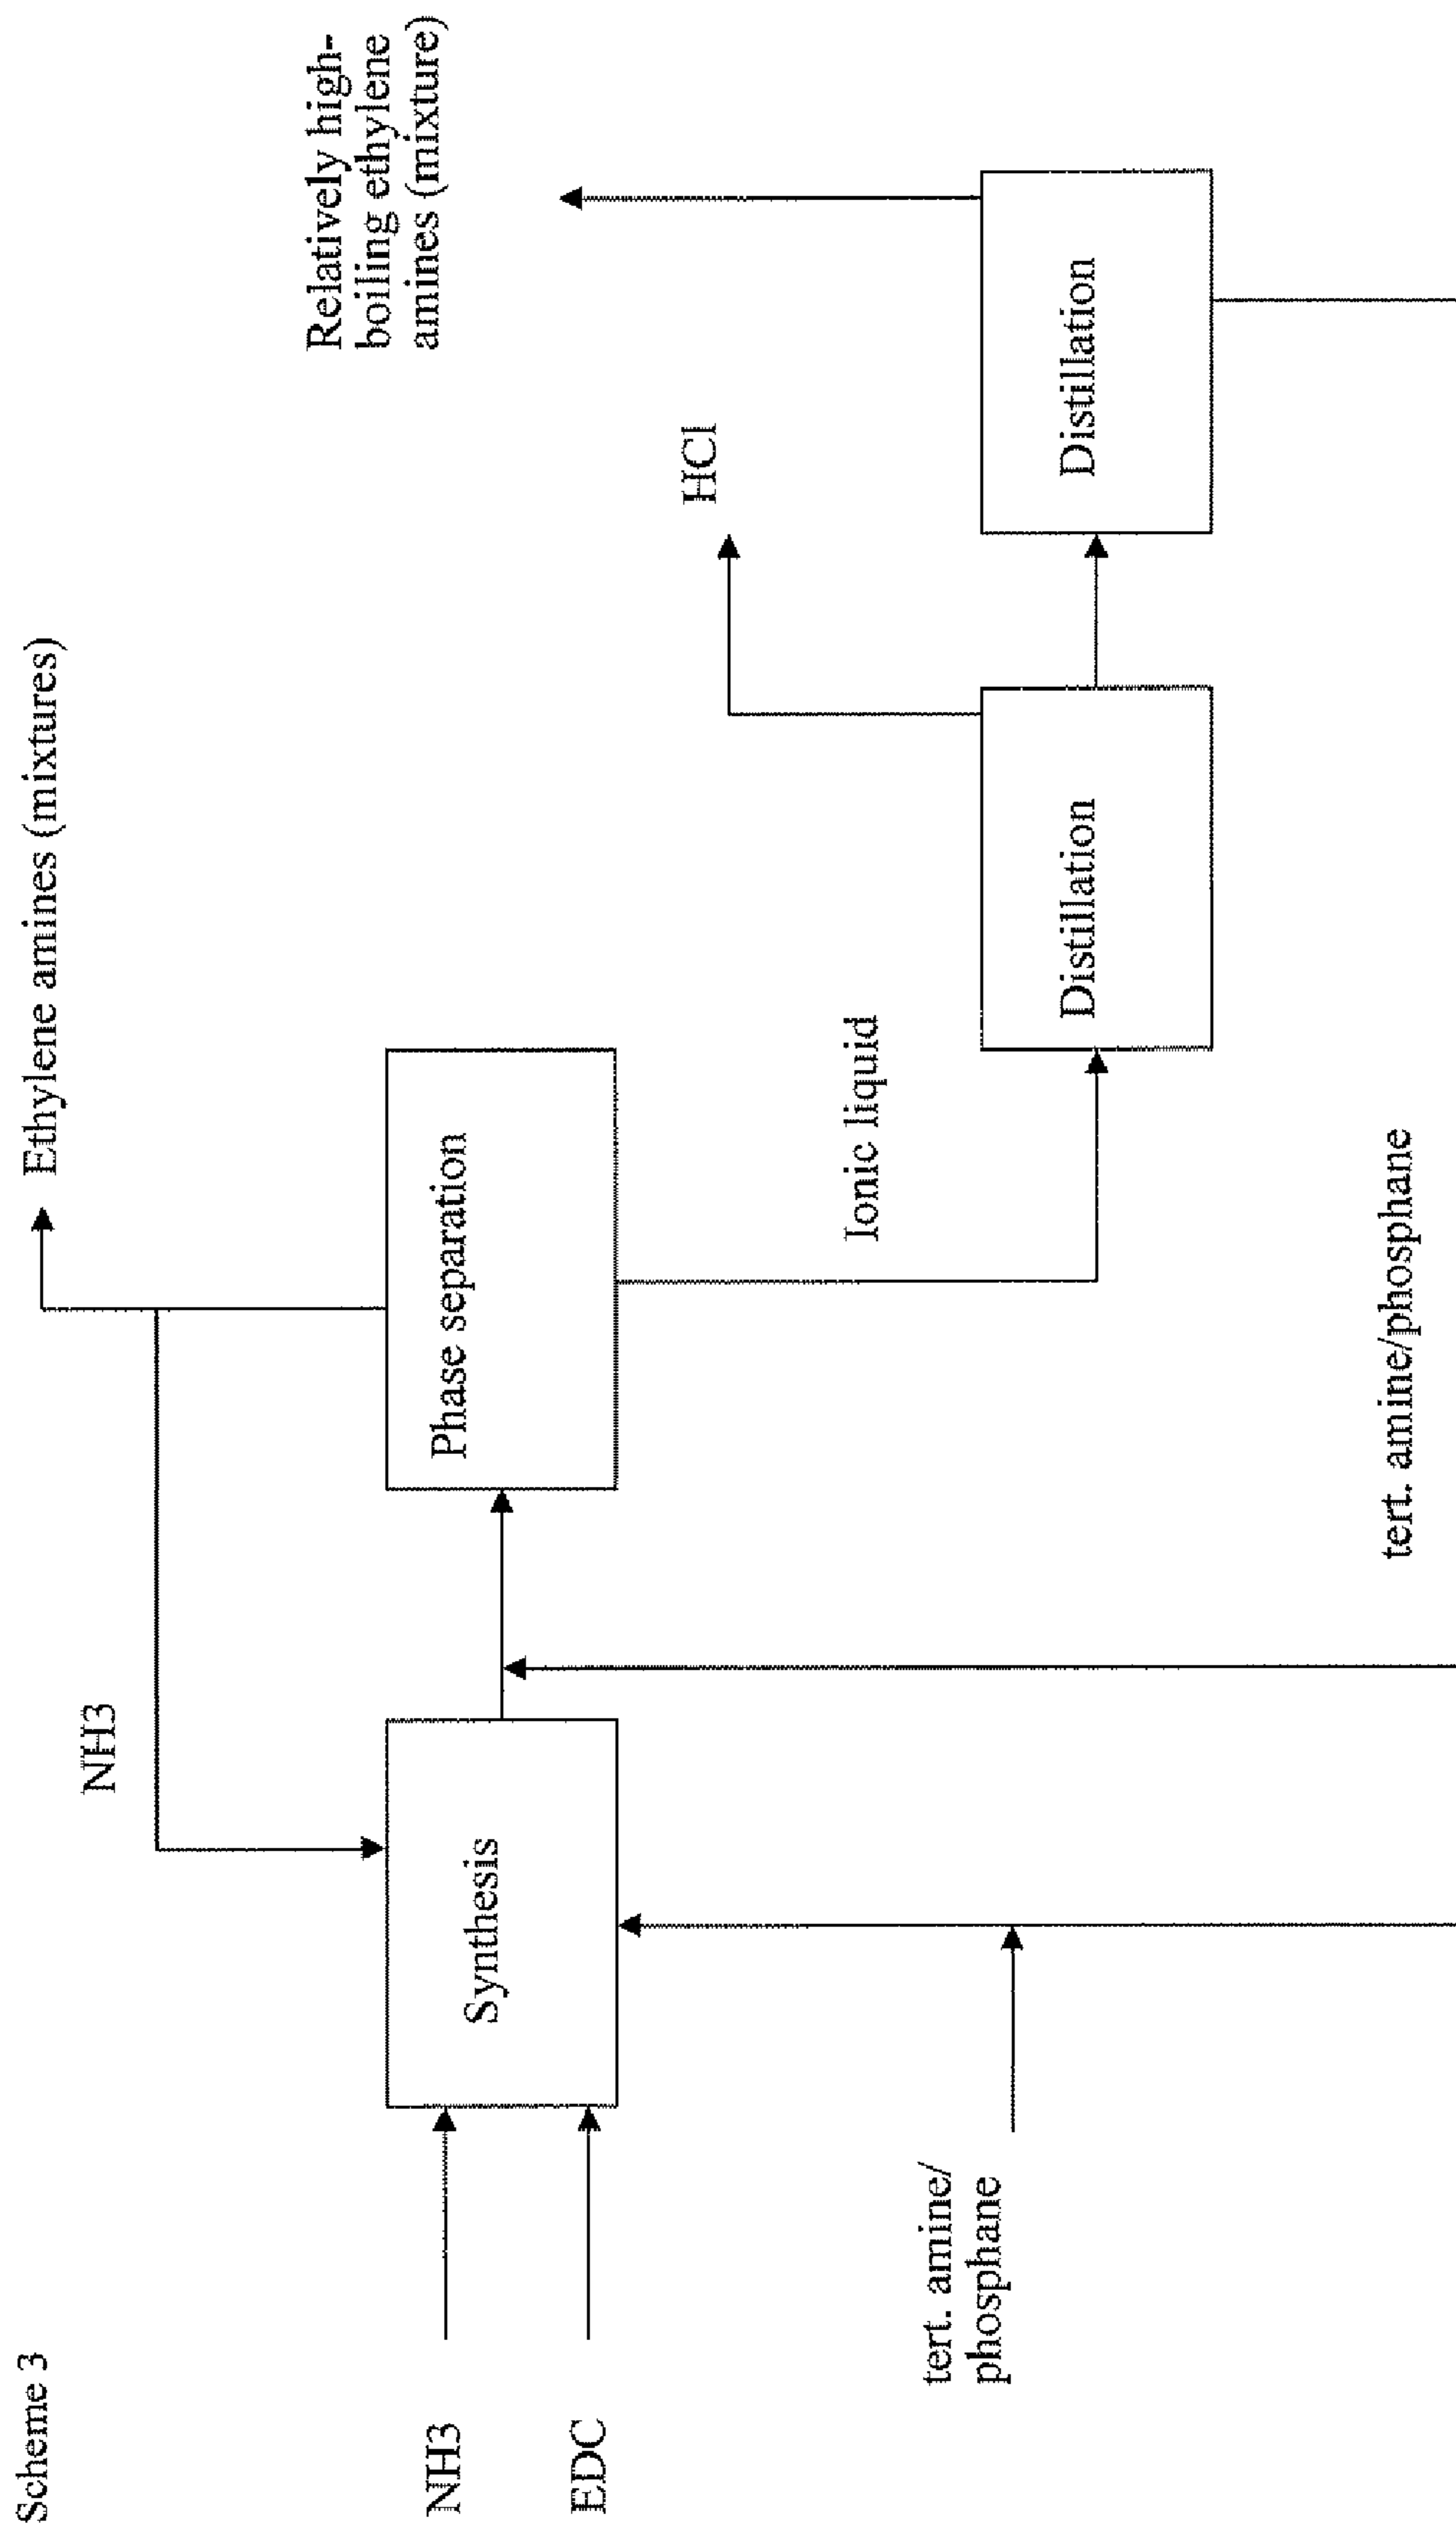 Scheme 3
Ethylene amines (mixtures)
NH3
Relatively high-
boiling ethylene
amines (mixture)
NH3
EDC
Synthesis
Phase separation
HCl
Ionic liquid
tert. amine/
phosphane
Distillation
Distillation
tert. amine/phosphane